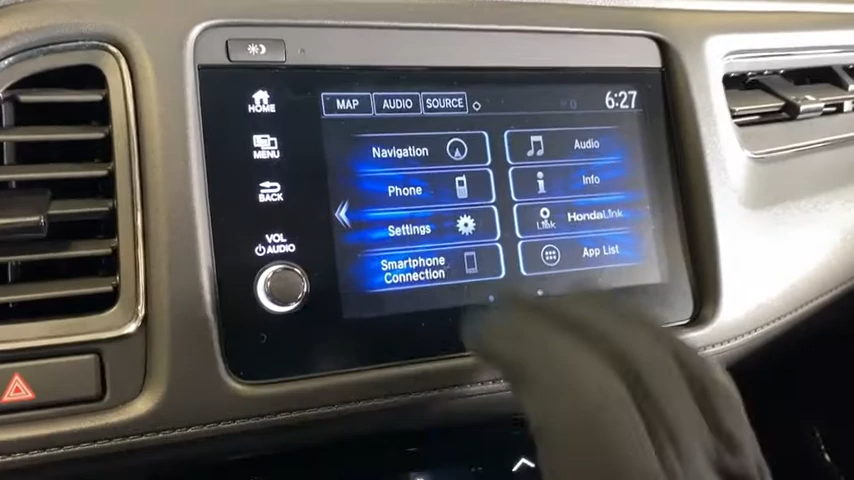 HOME
MENU
BACK
VOL
AUDIO
MAP AUDIO SOURCE 6:27
Navigation
Audio
Phone
Info
Settings
Link HondaLink
Smartphone
Connection
App List